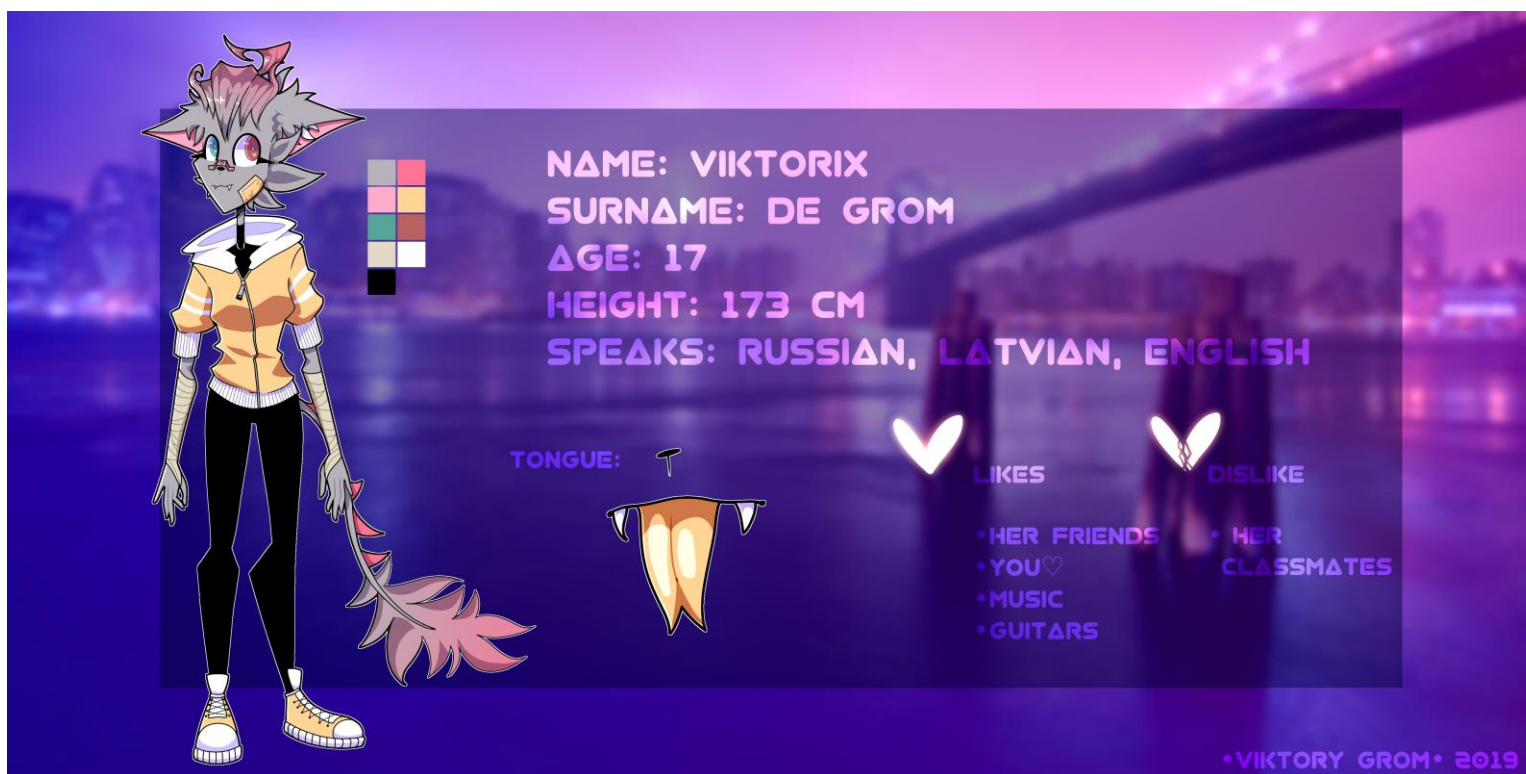 NAME: VIKTORIX
SURNAME: DE GROM
AGE: 17
HEIGHT: 173 CM
SPEAKS: RUSSIAN, LATVIAN, ENGLISH
TONGUE:
LIKES
•HER FRIENDS
•YOU♡
•MUSIC
•GUITARS
DISLIKE
• HER
CLASSMATES
•VIKTORY GROM• 2019